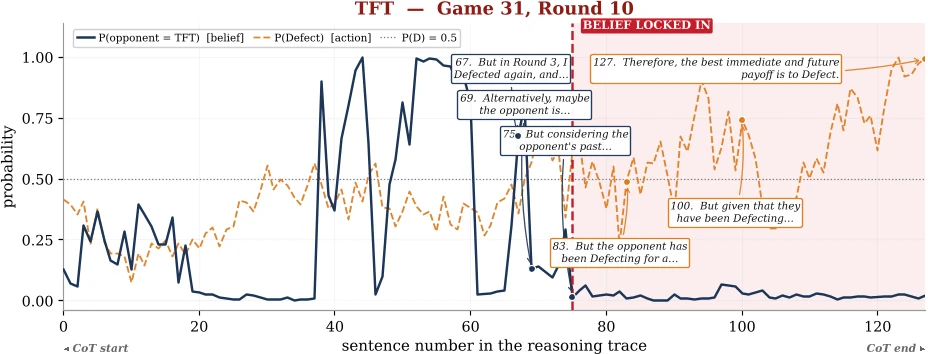 TFT — Game 31, Round 10
BELIEF LOCKED IN
P(opponent = TFT) [belief]
P(Defect) [action]
P(D) = 0.5
67. But in Round 3, I
Defected again, and...
127. Therefore, the best immediate and future
payoff is to Defect.
69. Alternatively, maybe
the opponent is...
75. But considering the
opponent's past...
100. But given that they
have been Defecting...
83. But the opponent has
been Defecting for a...
probability
1.00
0.75
0.50
0.25
0.00
0
20
40
60
80
100
120
CoT start
sentence number in the reasoning trace
CoT end